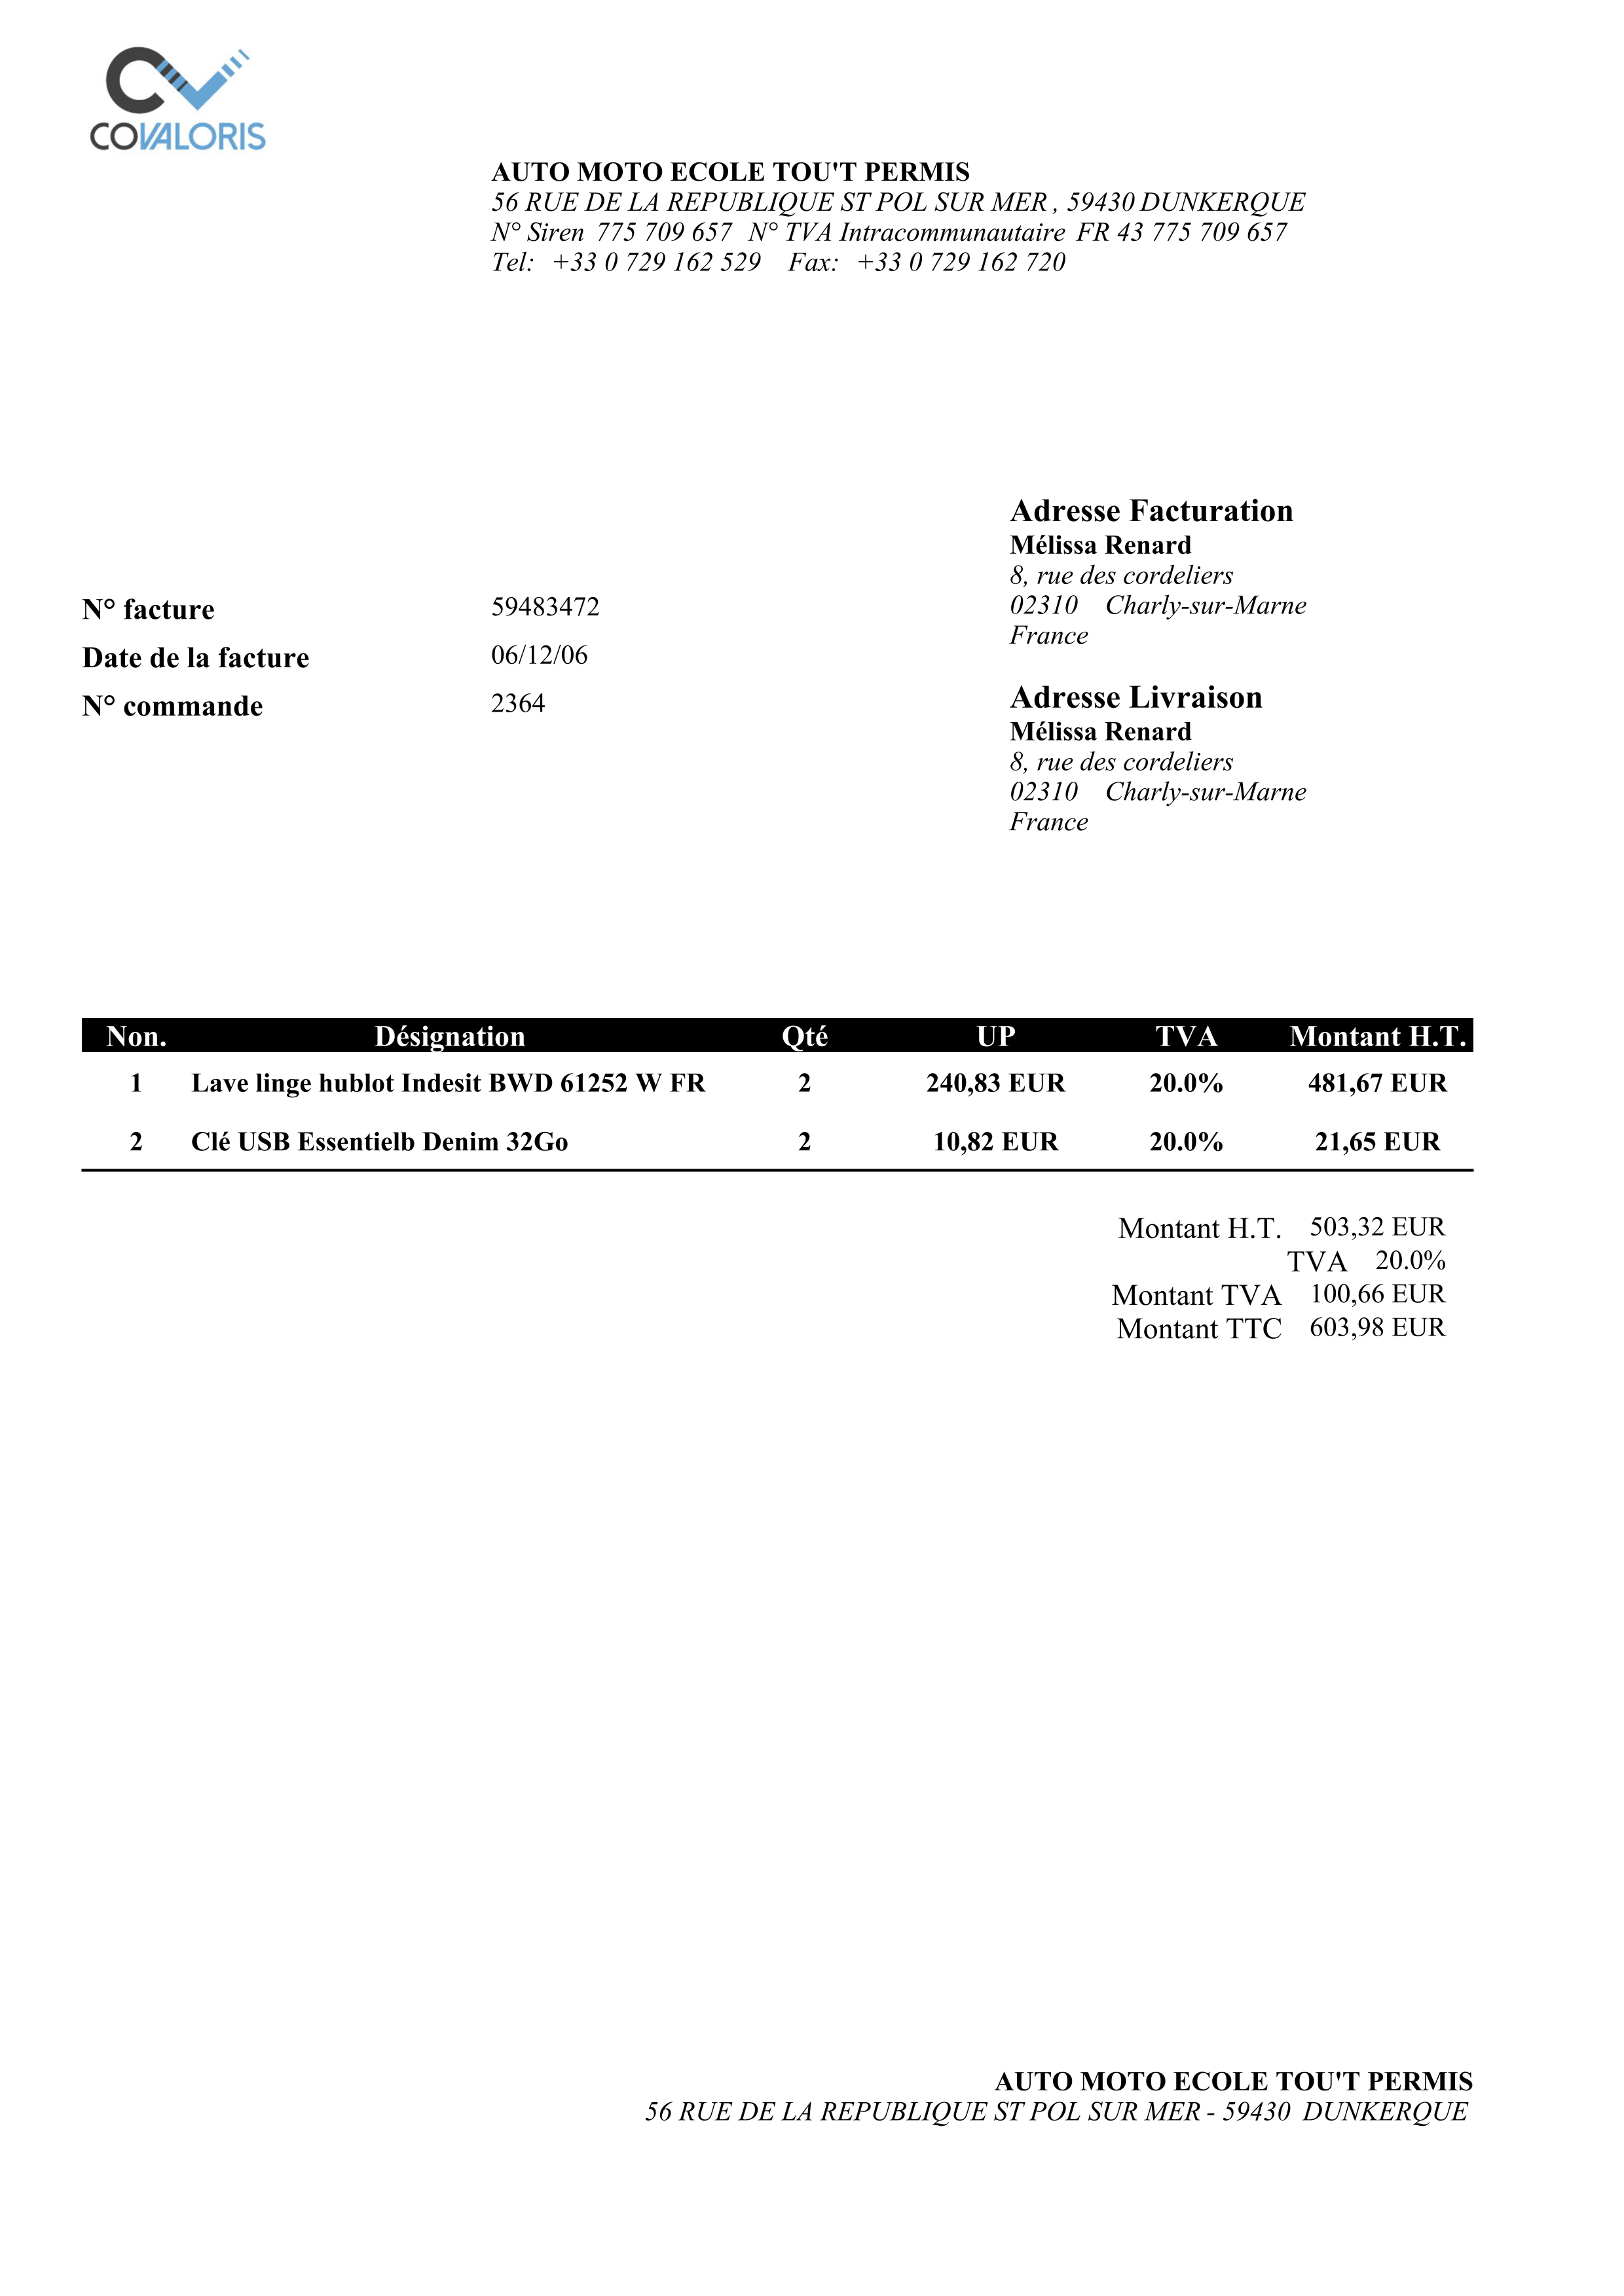 COVALORIS
AUTO MOTO ECOLE TOU'T PERMIS
56 RUE DE LA REPUBLIQUE ST POL SUR MER , 59430 DUNKERQUE
N° Siren 775 709 657 N° TVA Intracommunautaire FR 43 775 709 657
Tel: +33 0 729 162 529 Fax: +33 0 729 162 720
N° facture 59483472
Date de la facture 06/12/06
N° commande 2364
Adresse Facturation
Mélissa Renard
8, rue des cordeliers
02310 Charly-sur-Marne
France
Adresse Livraison
Mélissa Renard
8, rue des cordeliers
02310 Charly-sur-Marne
France
Non. Désignation Qté UP TVA Montant H.T.
1 Lave linge hublot Indesit BWD 61252 W FR 2 240,83 EUR 20.0% 481,67 EUR
2 Clé USB Essentielb Denim 32Go 2 10,82 EUR 20.0% 21,65 EUR
Montant H.T. 503,32 EUR
TVA 20.0%
Montant TVA 100,66 EUR
Montant TTC 603,98 EUR
AUTO MOTO ECOLE TOU'T PERMIS
56 RUE DE LA REPUBLIQUE ST POL SUR MER - 59430 DUNKERQUE